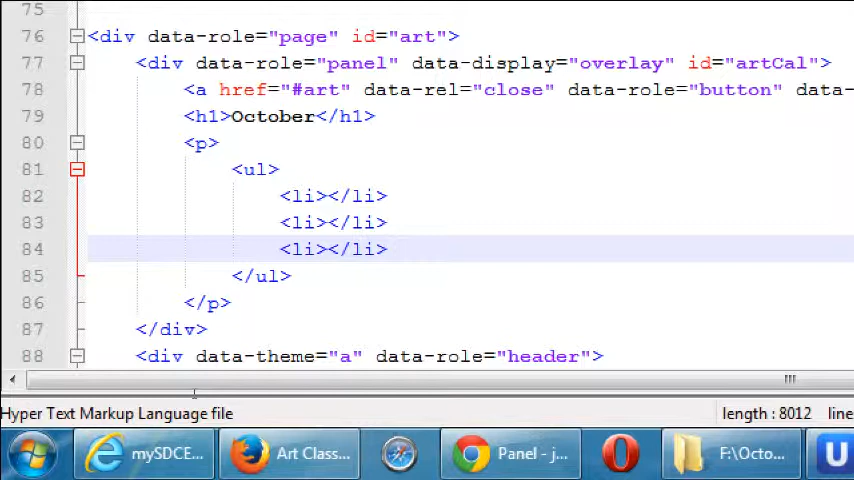 75
76 <div data-role="page" id="art">
77 <div data-role="panel" data-display="overlay" id="artCal">
78 <a href="#art" data-rel="close" data-role="button" data-
79 <h1>October</h1>
80 <p>
81 <ul>
82 <li></li>
83 <li></li>
84 <li></li>
85 </ul>
86 </p>
87 </div>
88 <div data-theme="a" data-role="header">
Hyper Text Markup Language file length : 8012 line
mySDCE... Art Class... Panel - j... F:\Octo... U